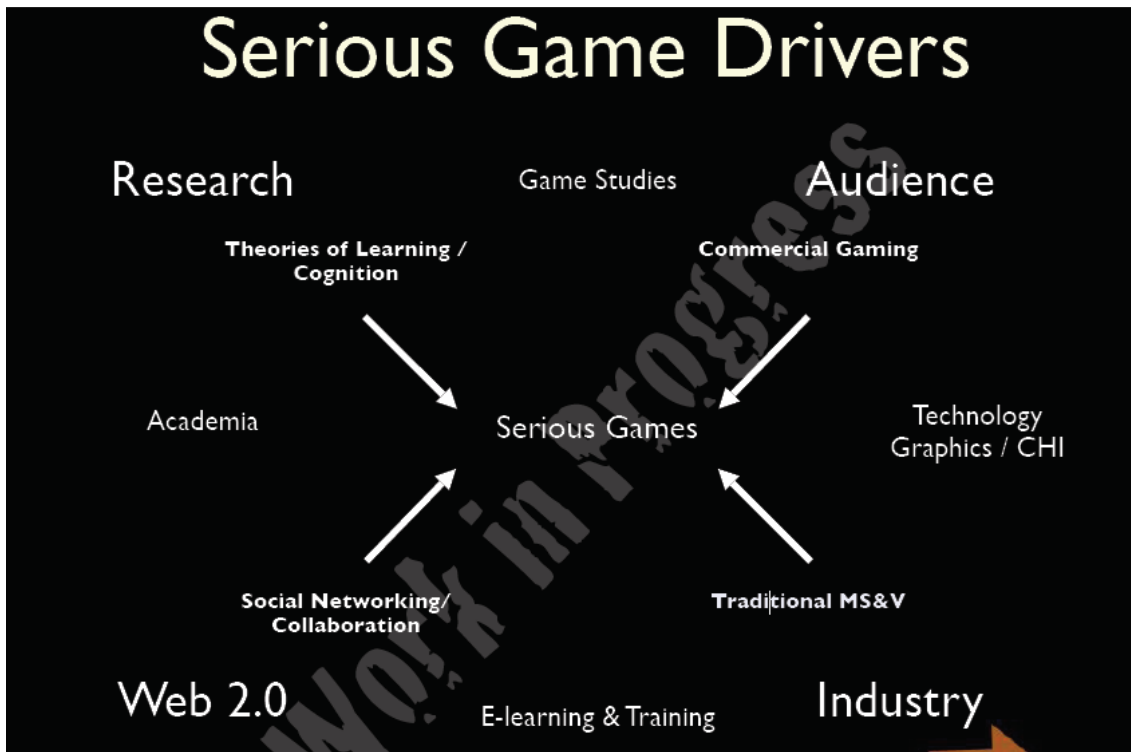 Serious Game Drivers
Research
Game Studies
Audience
Theories of Learning /
Cognition
Commercial Gaming
Academia
Serious Games
Technology
Graphics / CHI
Social Networking/
Collaboration
Traditional MS&V
Web 2.0
E-learning & Training
Industry
Work in Progress